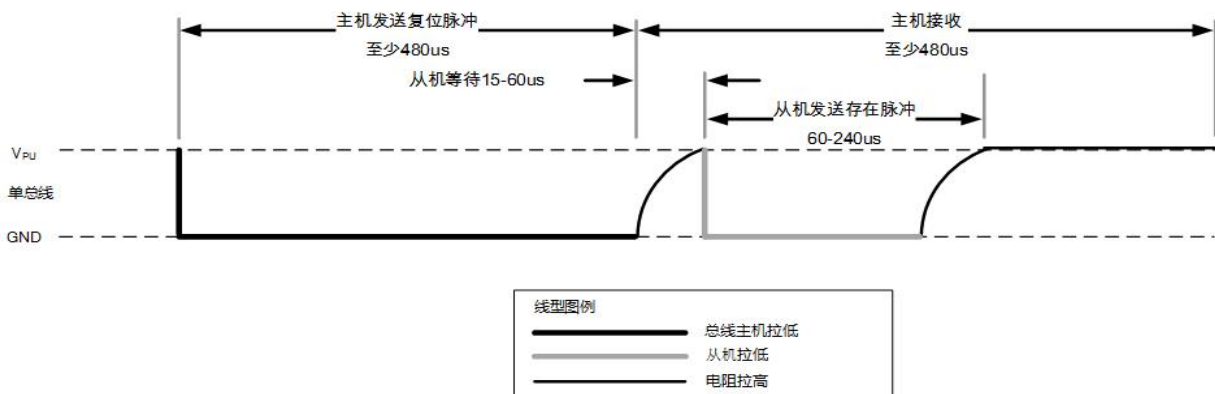 主机发送复位脉冲
至少480us
主机接收
至少480us
从机等待15-60us
从机发送存在脉冲
60-240us
VPU
单总线
GND
线型图例
总线主机拉低
从机拉低
电阻拉高